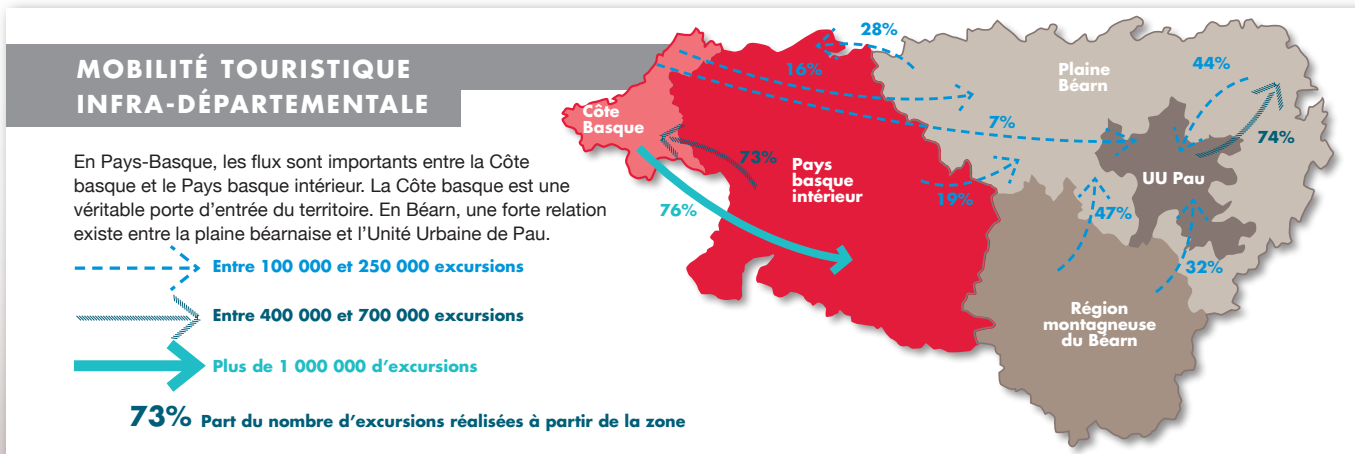 MOBILITÉ TOURISTIQUE
INFRA-DÉPARTEMENTALE
En Pays-Basque, les flux sont importants entre la Côte
basque et le Pays basque intérieur. La Côte basque est une
véritable porte d'entrée du territoire. En Béarn, une forte relation
existe entre la plaine béarnaise et l'Unité Urbaine de Pau.
Entre 100 000 et 250 000 excursions
Entre 400 000 et 700 000 excursions
Plus de 1 000 000 d'excursions
73% Part du nombre d'excursions réalisées à partir de la zone
28%
16%
Plaine
Béarn
44%
Côte
Basque
7%
74%
73%
Pays
basque
intérieur
UU Pau
19%
76%
47%
32%
Région
montagneuse
du Béarn